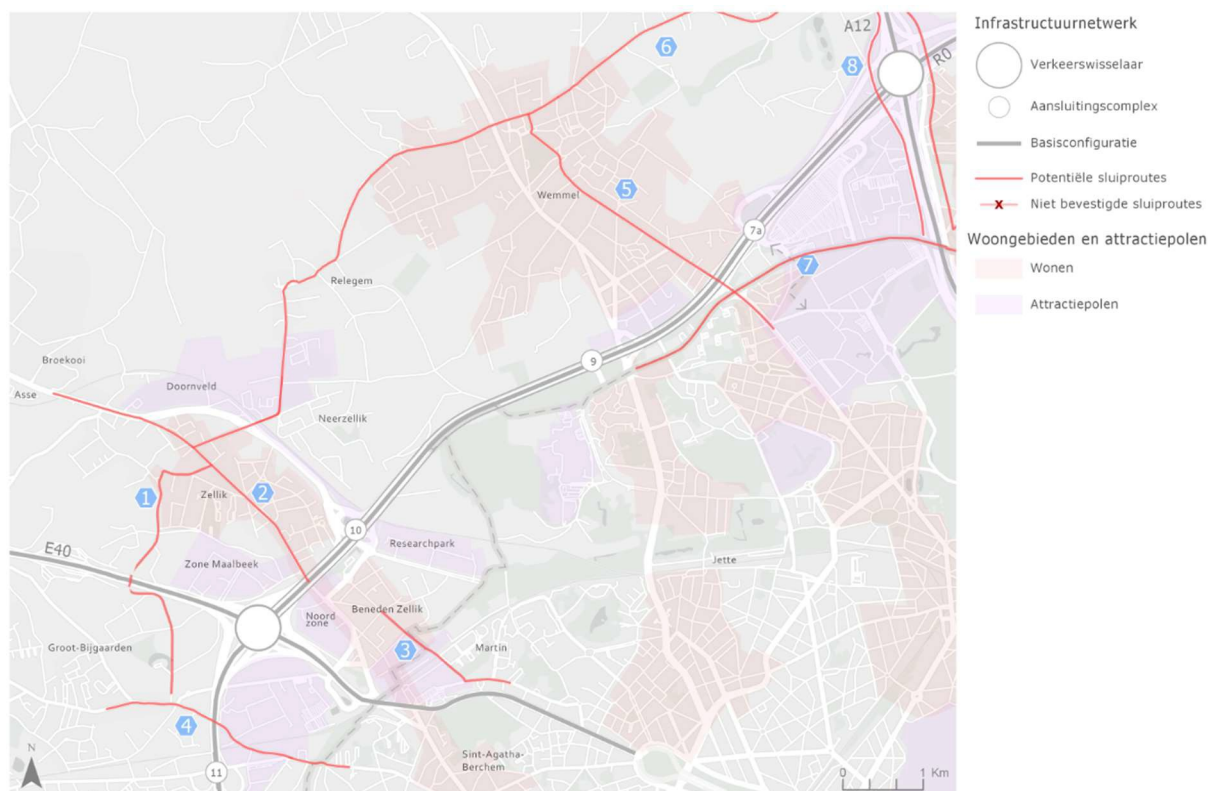 A12
R0
6
8
Wemmel
5
7a
7
Relegem
9
Broekooi
Doornveld
Asse
Neerzellik
1
2
Zellik
10
E40
Researchpark
Jette
Zone Maalbeek
Noord
zone
Beneden Zellik
Groot-Bijgaarden
3
Martin
4
Sint-Agatha-
Berchem
N
11
0 1 Km
Infrastructuurnetwerk
Verkeerswisselaar
Aansluitingscomplex
Basisconfiguratie
Potentiële sluiproutes
x
Niet bevestigde sluiproutes
Woongebieden en attractiepolen
Wonen
Attractiepolen